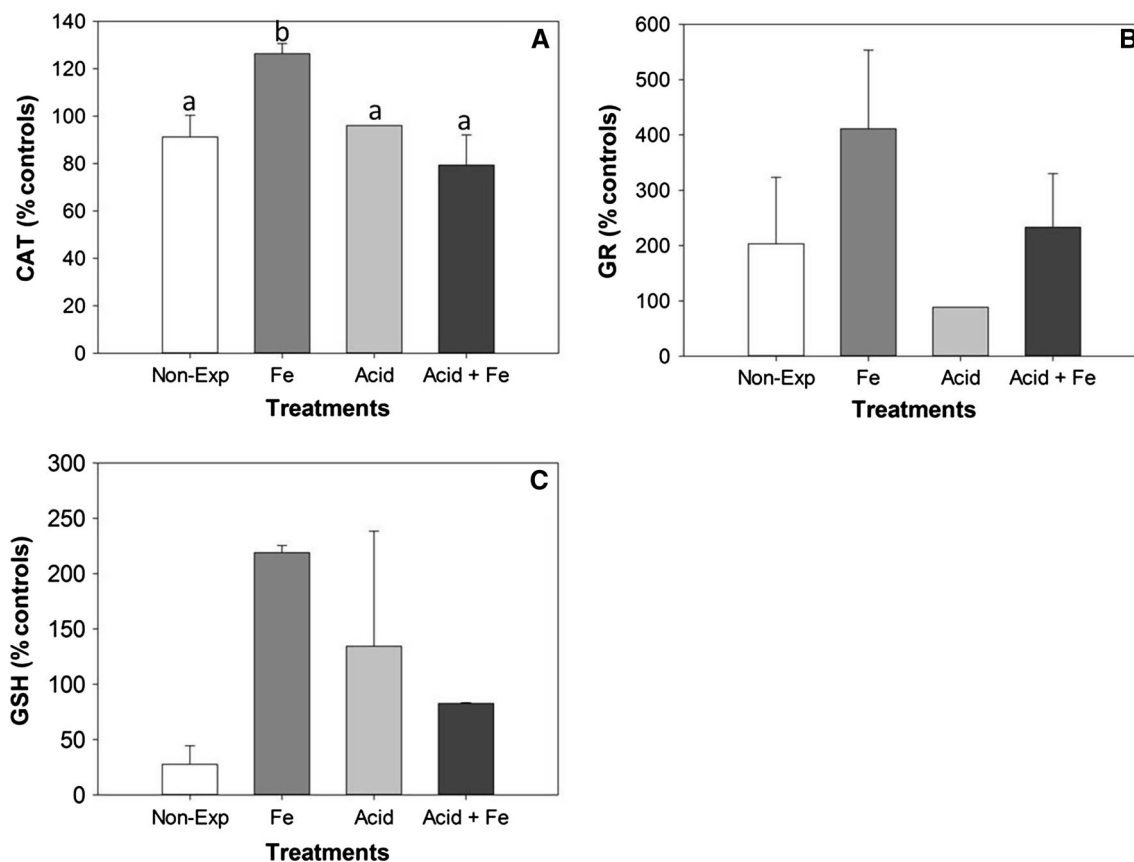 A
CAT (% controls)
140
120
100
80
60
40
20
0
a
b
a
a
Non-Exp Fe Acid Acid + Fe
Treatments
B
GR (% controls)
600
500
400
300
200
100
0
Non-Exp Fe Acid Acid + Fe
Treatments
C
GSH (% controls)
300
250
200
150
100
50
0
Non-Exp Fe Acid Acid + Fe
Treatments